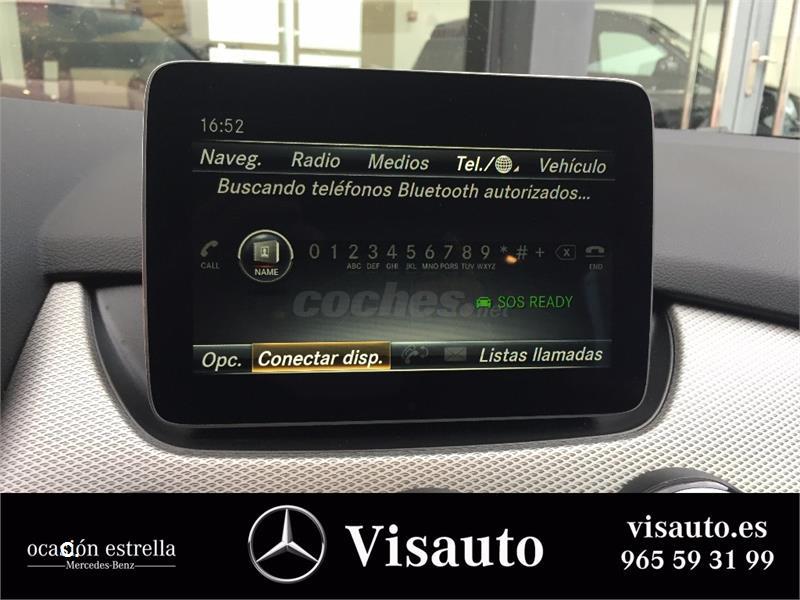 16:52
Naveg. Radio Medios Tel./ Vehículo
Buscando teléfonos Bluetooth autorizados...
0 1 2 3 4 5 6 7 8 9 * # +
CALL NAME ABC DEF GHI JKL MNO PQRS TUV WXYZ END
coches.net
SOS READY
Opc. Conectar disp. Listas llamadas
ocasión estrella
Mercedes-Benz
Visauto
visauto.es
965 59 31 99